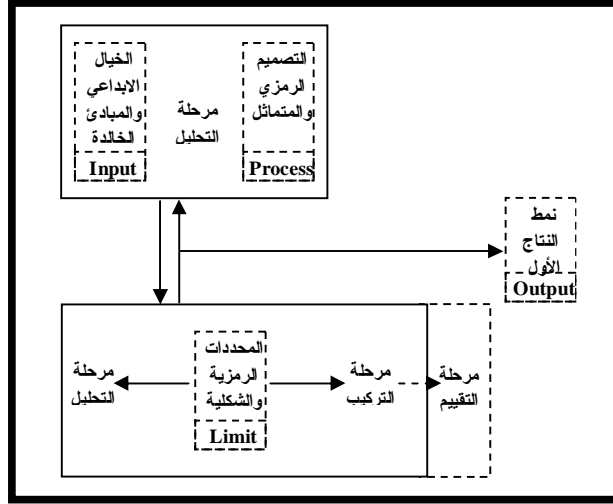 الخيال
الابداعي
والمبادئ
الخالدة
Input
مرحلة
التحليل
التصميم
الرمزي
والمتماثل
Process
نمط
النتاج
الأول
Output
مرحلة
التحليل
المحددات
الرمزية
والشكلية
Limit
مرحلة
التركيب
مرحلة
التقييم